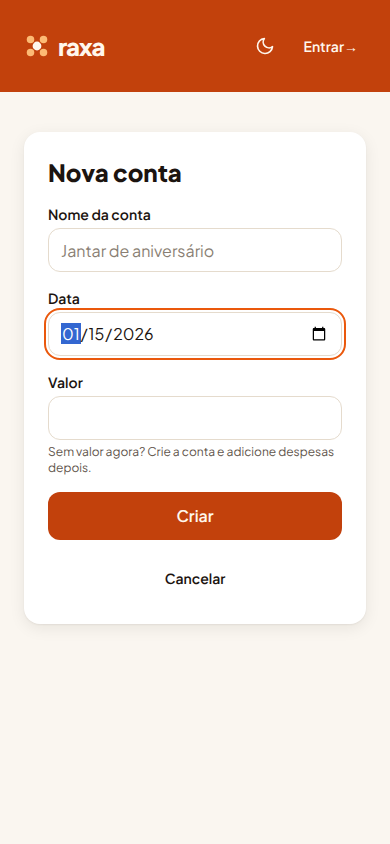 raxa
Entrar→
Nova conta
Nome da conta
Jantar de aniversário
Data
01/15/2026
Valor
Sem valor agora? Crie a conta e adicione despesas
depois.
Criar
Cancelar